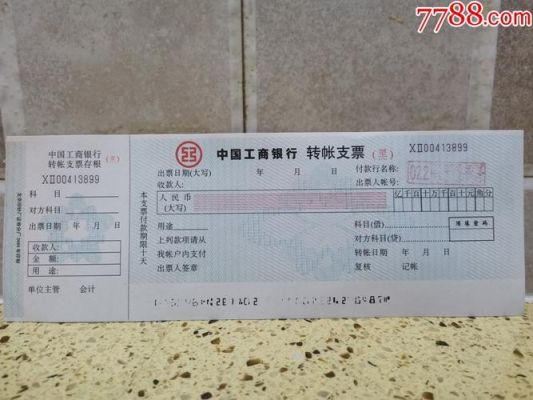 7788.com
中国工商银行
转帐支票存根
XⅡ00413899
科 目
对方科目
出票日期 年 月 日
收款人:
金 额:
用 途:
单位主管 会计
本支票付款期限十天
中国工商银行 转帐支票
XⅡ00413899
出票日期(大写) 年 月 日 付款行名称:
收款人: 出票人帐号:
人民币
(大写)
亿千百十万千百十元角分
用途 科目(借)
上列款项请从 对方科目(贷)
我帐户内支付 转帐日期 年 月 日
出票人签章 复核 记帐